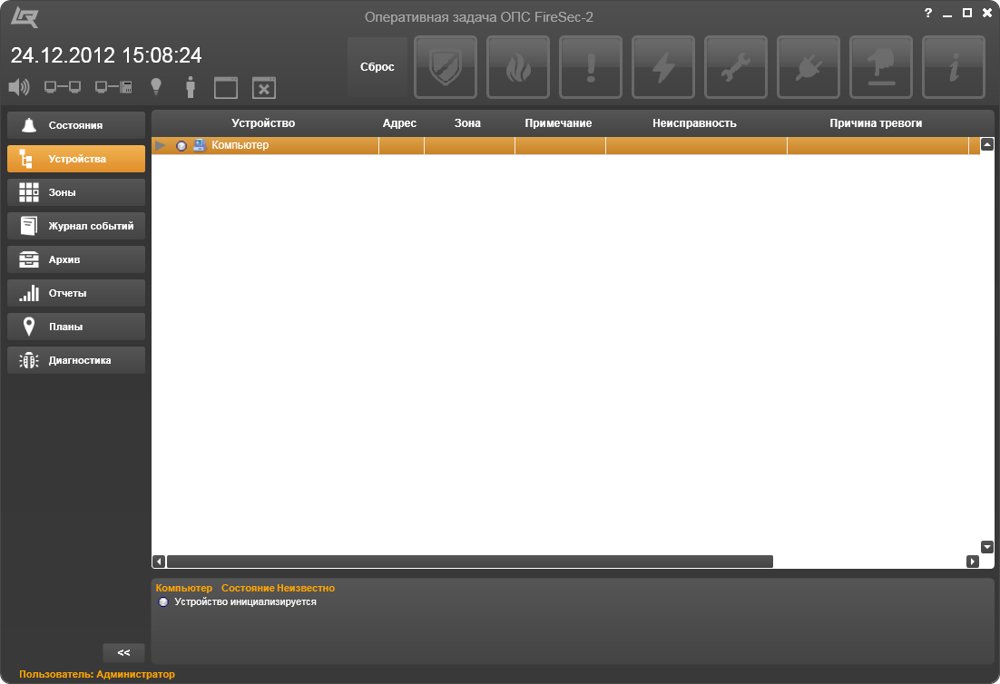 Оперативная задача ОПС FireSec-2
?
24.12.2012 15:08:24
Сброс
Состояния
Устройства
Зоны
Журнал событий
Архив
Отчеты
Планы
Диагностика
Устройство Адрес Зона Примечание Неисправность Причина тревоги
Компьютер
Компьютер Состояние Неизвестно
Устройство инициализируется
<<
Пользователь: Администратор